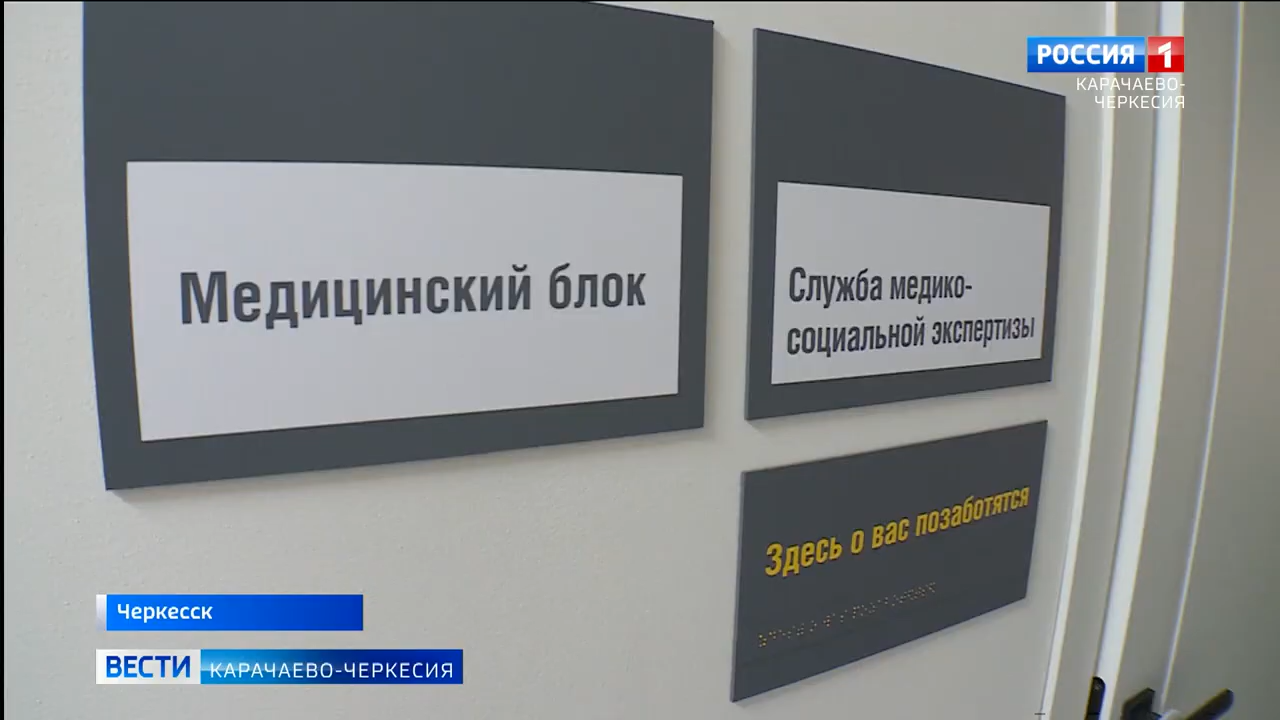 РОССИЯ 1
КАРАЧАЕВО-
ЧЕРКЕСИЯ
Медицинский блок
Служба медико-
социальной экспертизы
Здесь о вас позаботятся
Черкесск
ВЕСТИ КАРАЧАЕВО-ЧЕРКЕСИЯ